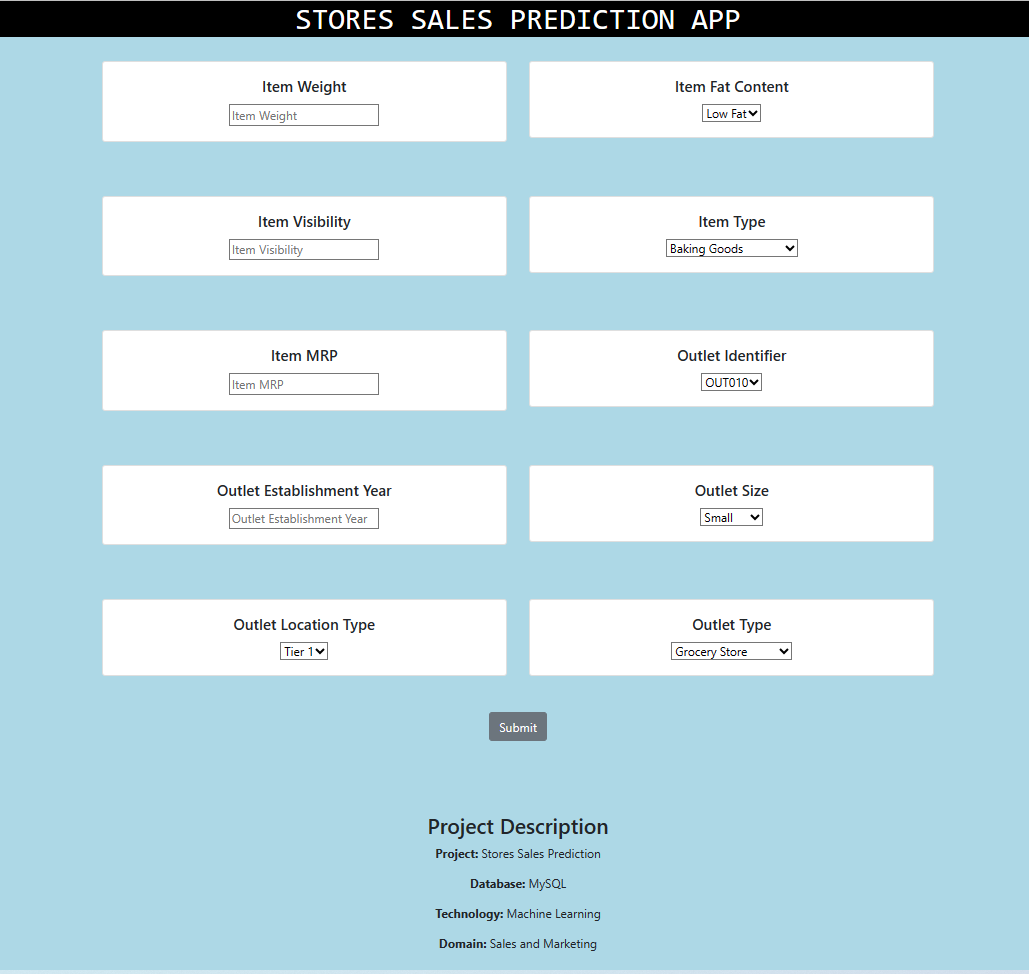 STORES SALES PREDICTION APP
Item Weight
Item Weight
Item Fat Content
Low Fat
Item Visibility
Item Visibility
Item Type
Baking Goods
Item MRP
Item MRP
Outlet Identifier
OUT010
Outlet Establishment Year
Outlet Establishment Year
Outlet Size
Small
Outlet Location Type
Tier 1
Outlet Type
Grocery Store
Submit
Project Description
Project: Stores Sales Prediction
Database: MySQL
Technology: Machine Learning
Domain: Sales and Marketing